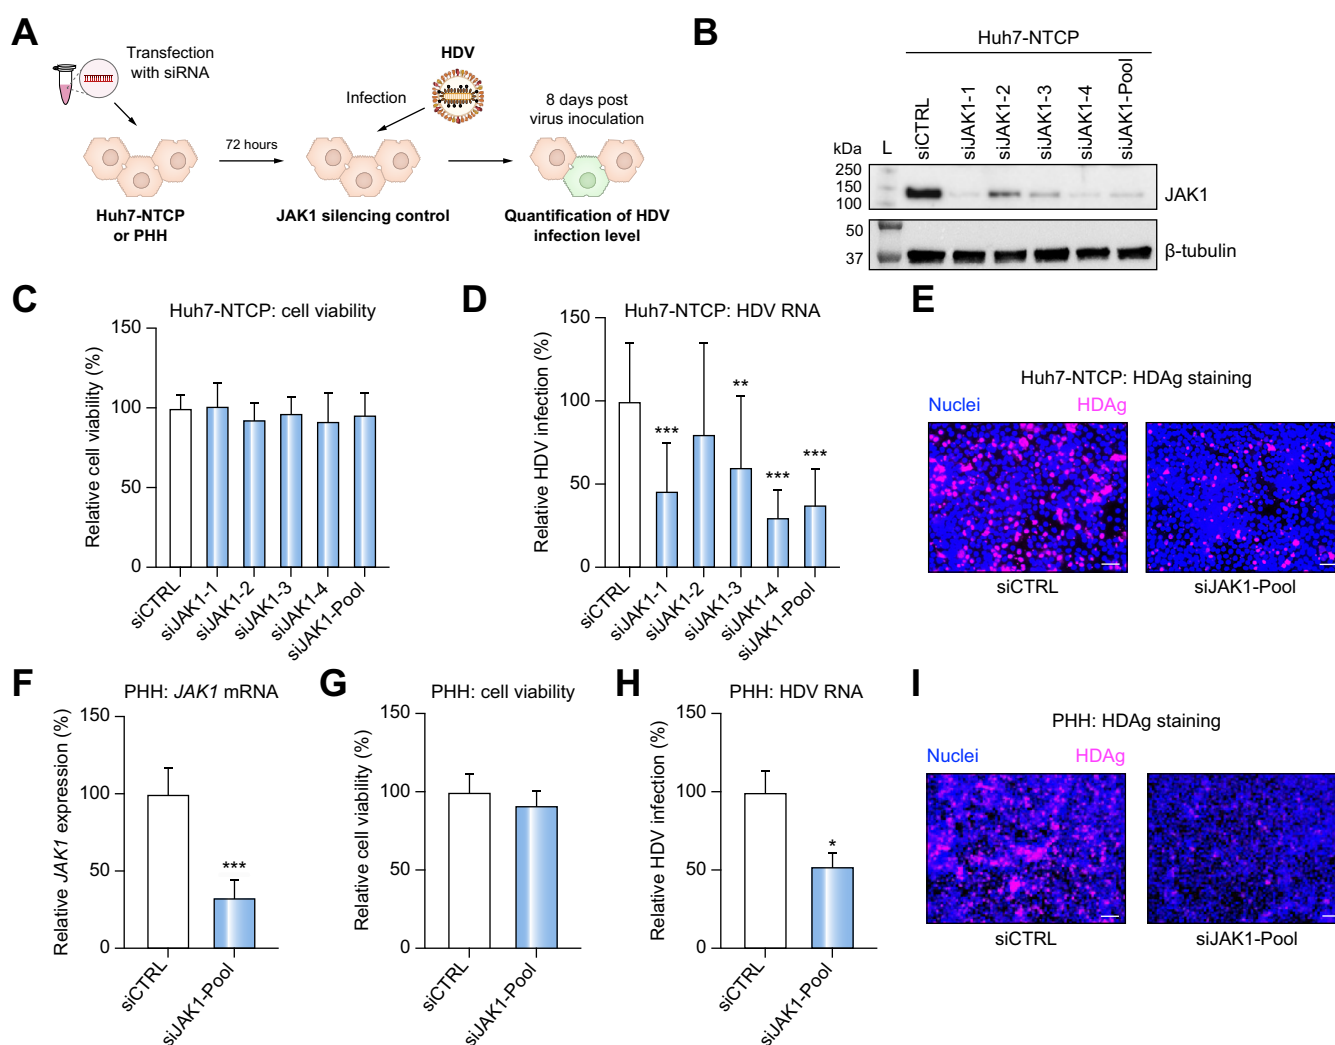 A
Transfection
with siRNA
HDV
Infection
8 days post
virus inoculation
72 hours
Huh7-NTCP
or PHH
JAK1 silencing control
Quantification of HDV
infection level
B
Huh7-NTCP
kDa
L
siCTRL
siJAK1-1
siJAK1-2
siJAK1-3
siJAK1-4
siJAK1-Pool
250
150
100
JAK1
50
37
β-tubulin
C
Huh7-NTCP: cell viability
Relative cell viability (%)
150
100
50
0
siCTRL
siJAK1-1
siJAK1-2
siJAK1-3
siJAK1-4
siJAK1-Pool
D
Huh7-NTCP: HDV RNA
Relative HDV infection (%)
150
100
50
0
***
**
***
***
siCTRL
siJAK1-1
siJAK1-2
siJAK1-3
siJAK1-4
siJAK1-Pool
E
Huh7-NTCP: HDAg staining
Nuclei HDAg
siCTRL
siJAK1-Pool
F
PHH: JAK1 mRNA
Relative JAK1 expression (%)
150
100
50
0
***
siCTRL
siJAK1-Pool
G
PHH: cell viability
Relative cell viability (%)
150
100
50
0
siCTRL
siJAK1-Pool
H
PHH: HDV RNA
Relative HDV infection (%)
150
100
50
0
*
siCTRL
siJAK1-Pool
I
PHH: HDAg staining
Nuclei HDAg
siCTRL
siJAK1-Pool